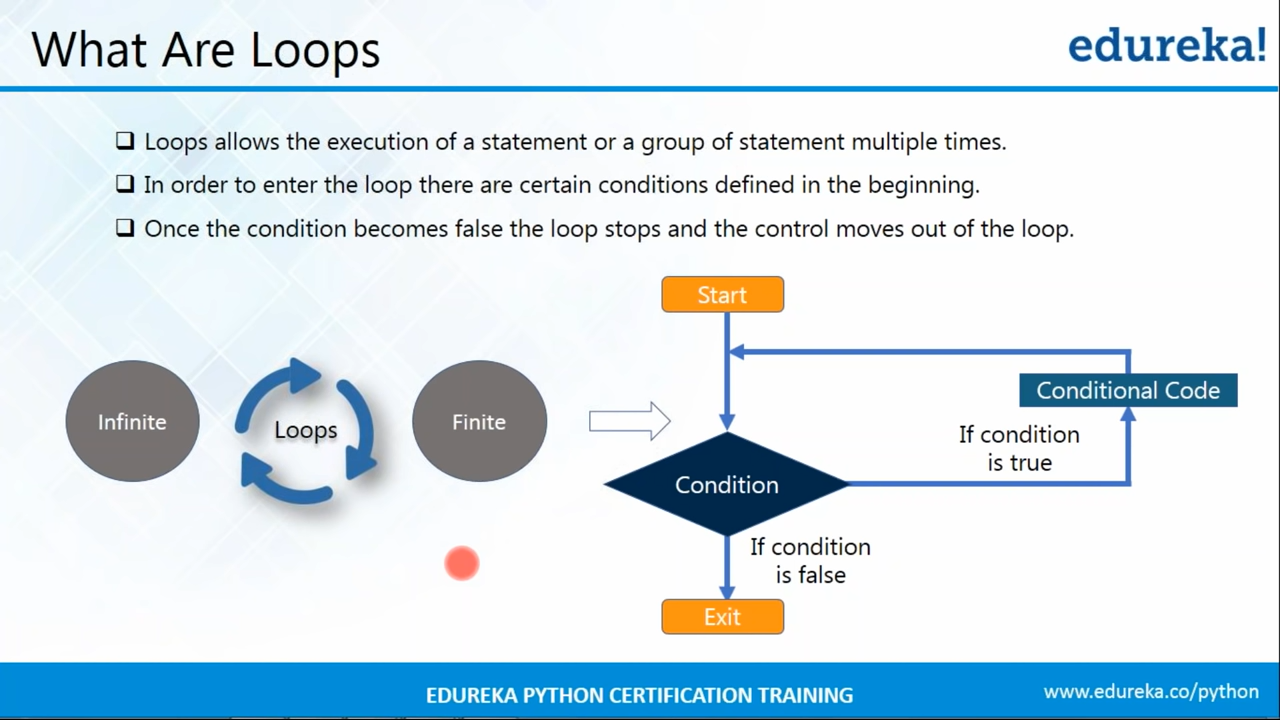 What Are Loops
edureka!
Loops allows the execution of a statement or a group of statement multiple times.
In order to enter the loop there are certain conditions defined in the beginning.
Once the condition becomes false the loop stops and the control moves out of the loop.
Start
Conditional Code
Infinite
Loops
Finite
If condition
is true
Condition
If condition
is false
Exit
EDUREKA PYTHON CERTIFICATION TRAINING
www.edureka.co/python